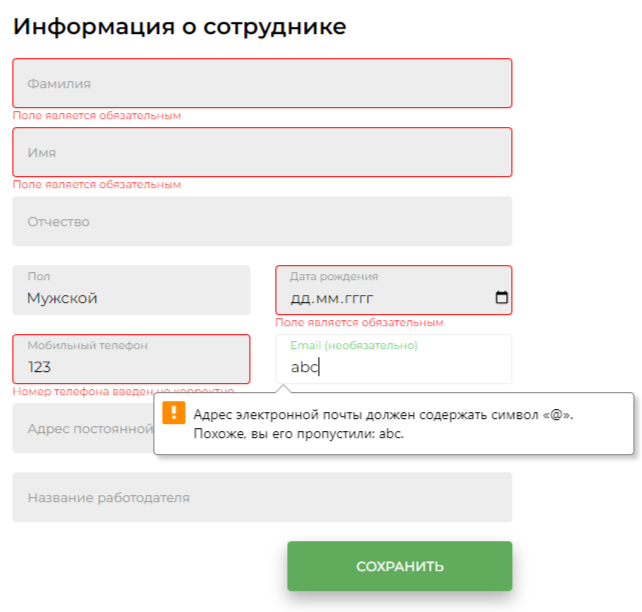 Информация о сотруднике
Фамилия
Поле является обязательным
Имя
Поле является обязательным
Отчество
Пол
Мужской
Дата рождения
дд.мм.гггг
Поле является обязательным
Мобильный телефон
123
Email (необязательно)
abc
Номер телефона введен не корректно
Адрес электронной почты должен содержать символ «@».
Похоже, вы его пропустили: abc.
Адрес постоянной
Название работодателя
СОХРАНИТЬ